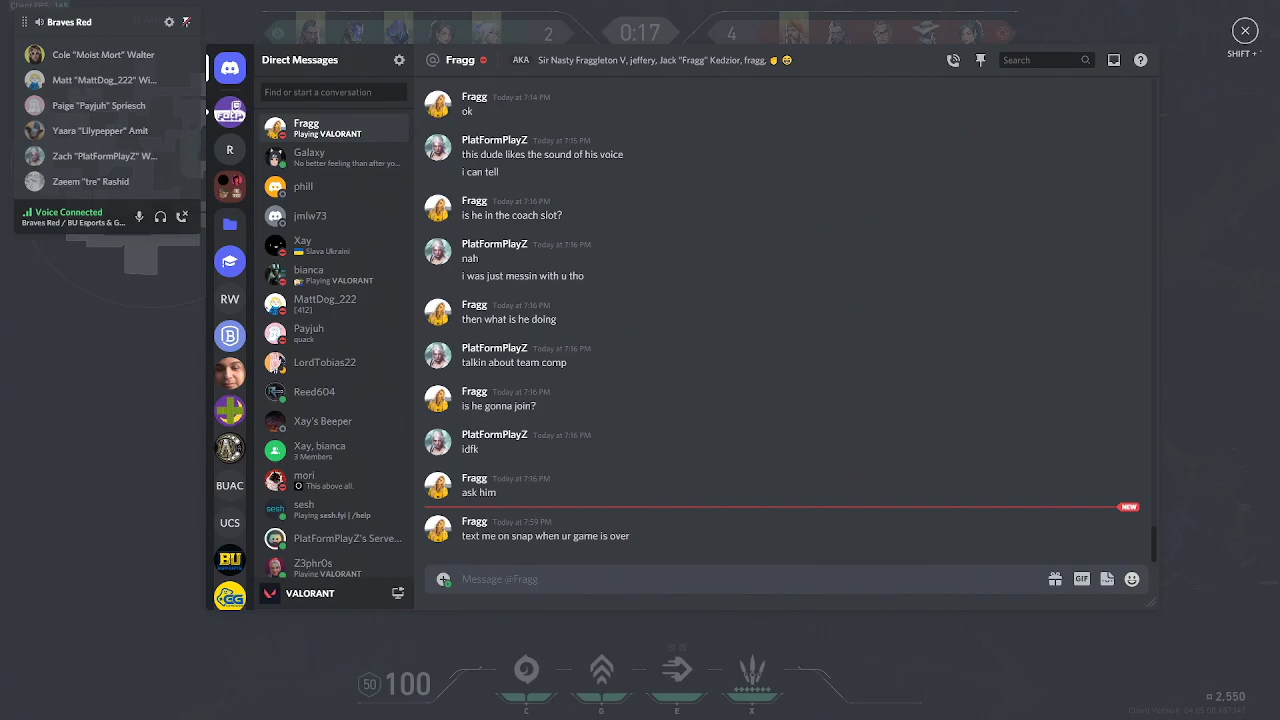 Client FPS: 165
Braves Red
2
0:17
4
SHIFT +
Cole "Moist Mort" Walter
Matt "MattDog_222" Wi...
Paige "Payjuh" Spriesch
Yaara "Lilypepper" Amit
Zach "PlatFormPlayZ" W...
Zaeem "tre" Rashid
Voice Connected
Braves Red / BU Esports & G...
R
RW
BUAC
UCS
BU
Direct Messages
Find or start a conversation
Fragg
Playing VALORANT
Galaxy
No better feeling than after yo...
phill
jmlw73
Xay
🇺🇦 Slava Ukraini
bianca
Playing VALORANT
MattDog_222
[412]
Payjuh
quack
LordTobias22
Reed604
Xay's Beeper
Xay, bianca
3 Members
mori
This above all.
sesh
Playing sesh.fyi | /help
PlatFormPlayZ's Serve...
Z3phr0s
Playing VALORANT
VALORANT
Fragg
AKA
Sir Nasty Fraggleton V, jeffery, Jack "Fragg" Kedzior, fragg,
Search
Fragg Today at 7:14 PM
ok
PlatFormPlayZ Today at 7:15 PM
this dude likes the sound of his voice
i can tell
Fragg Today at 7:16 PM
is he in the coach slot?
PlatFormPlayZ Today at 7:16 PM
nah
i was just messin with u tho
Fragg Today at 7:16 PM
then what is he doing
PlatFormPlayZ Today at 7:16 PM
talkin about team comp
Fragg Today at 7:16 PM
is he gonna join?
PlatFormPlayZ Today at 7:16 PM
idfk
Fragg Today at 7:16 PM
ask him
NEW
Fragg Today at 7:59 PM
text me on snap when ur game is over
Message @Fragg
GIF
50
100
C
Q
E
X
2,550